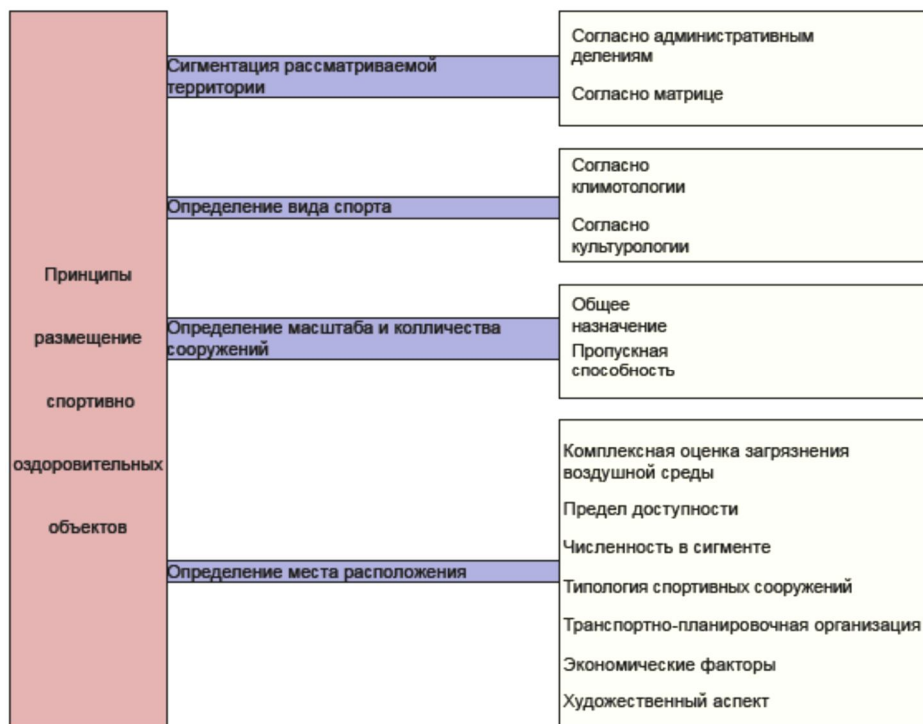 Принципы
размещение
спортивно
оздоровительных
объектов
Сигментация рассматриваемой
территории
Согласно административным
делениям
Согласно матрице
Определение вида спорта
Согласно
климотологии
Согласно
культурологии
Определение масштаба и колличества
сооружений
Общее
назначение
Пропускная
способность
Определение места расположения
Комплексная оценка загрязнения
воздушной среды
Предел доступности
Численность в сигменте
Типология спортивных сооружений
Транспортно-планировочная организация
Экономические факторы
Художественный аспект